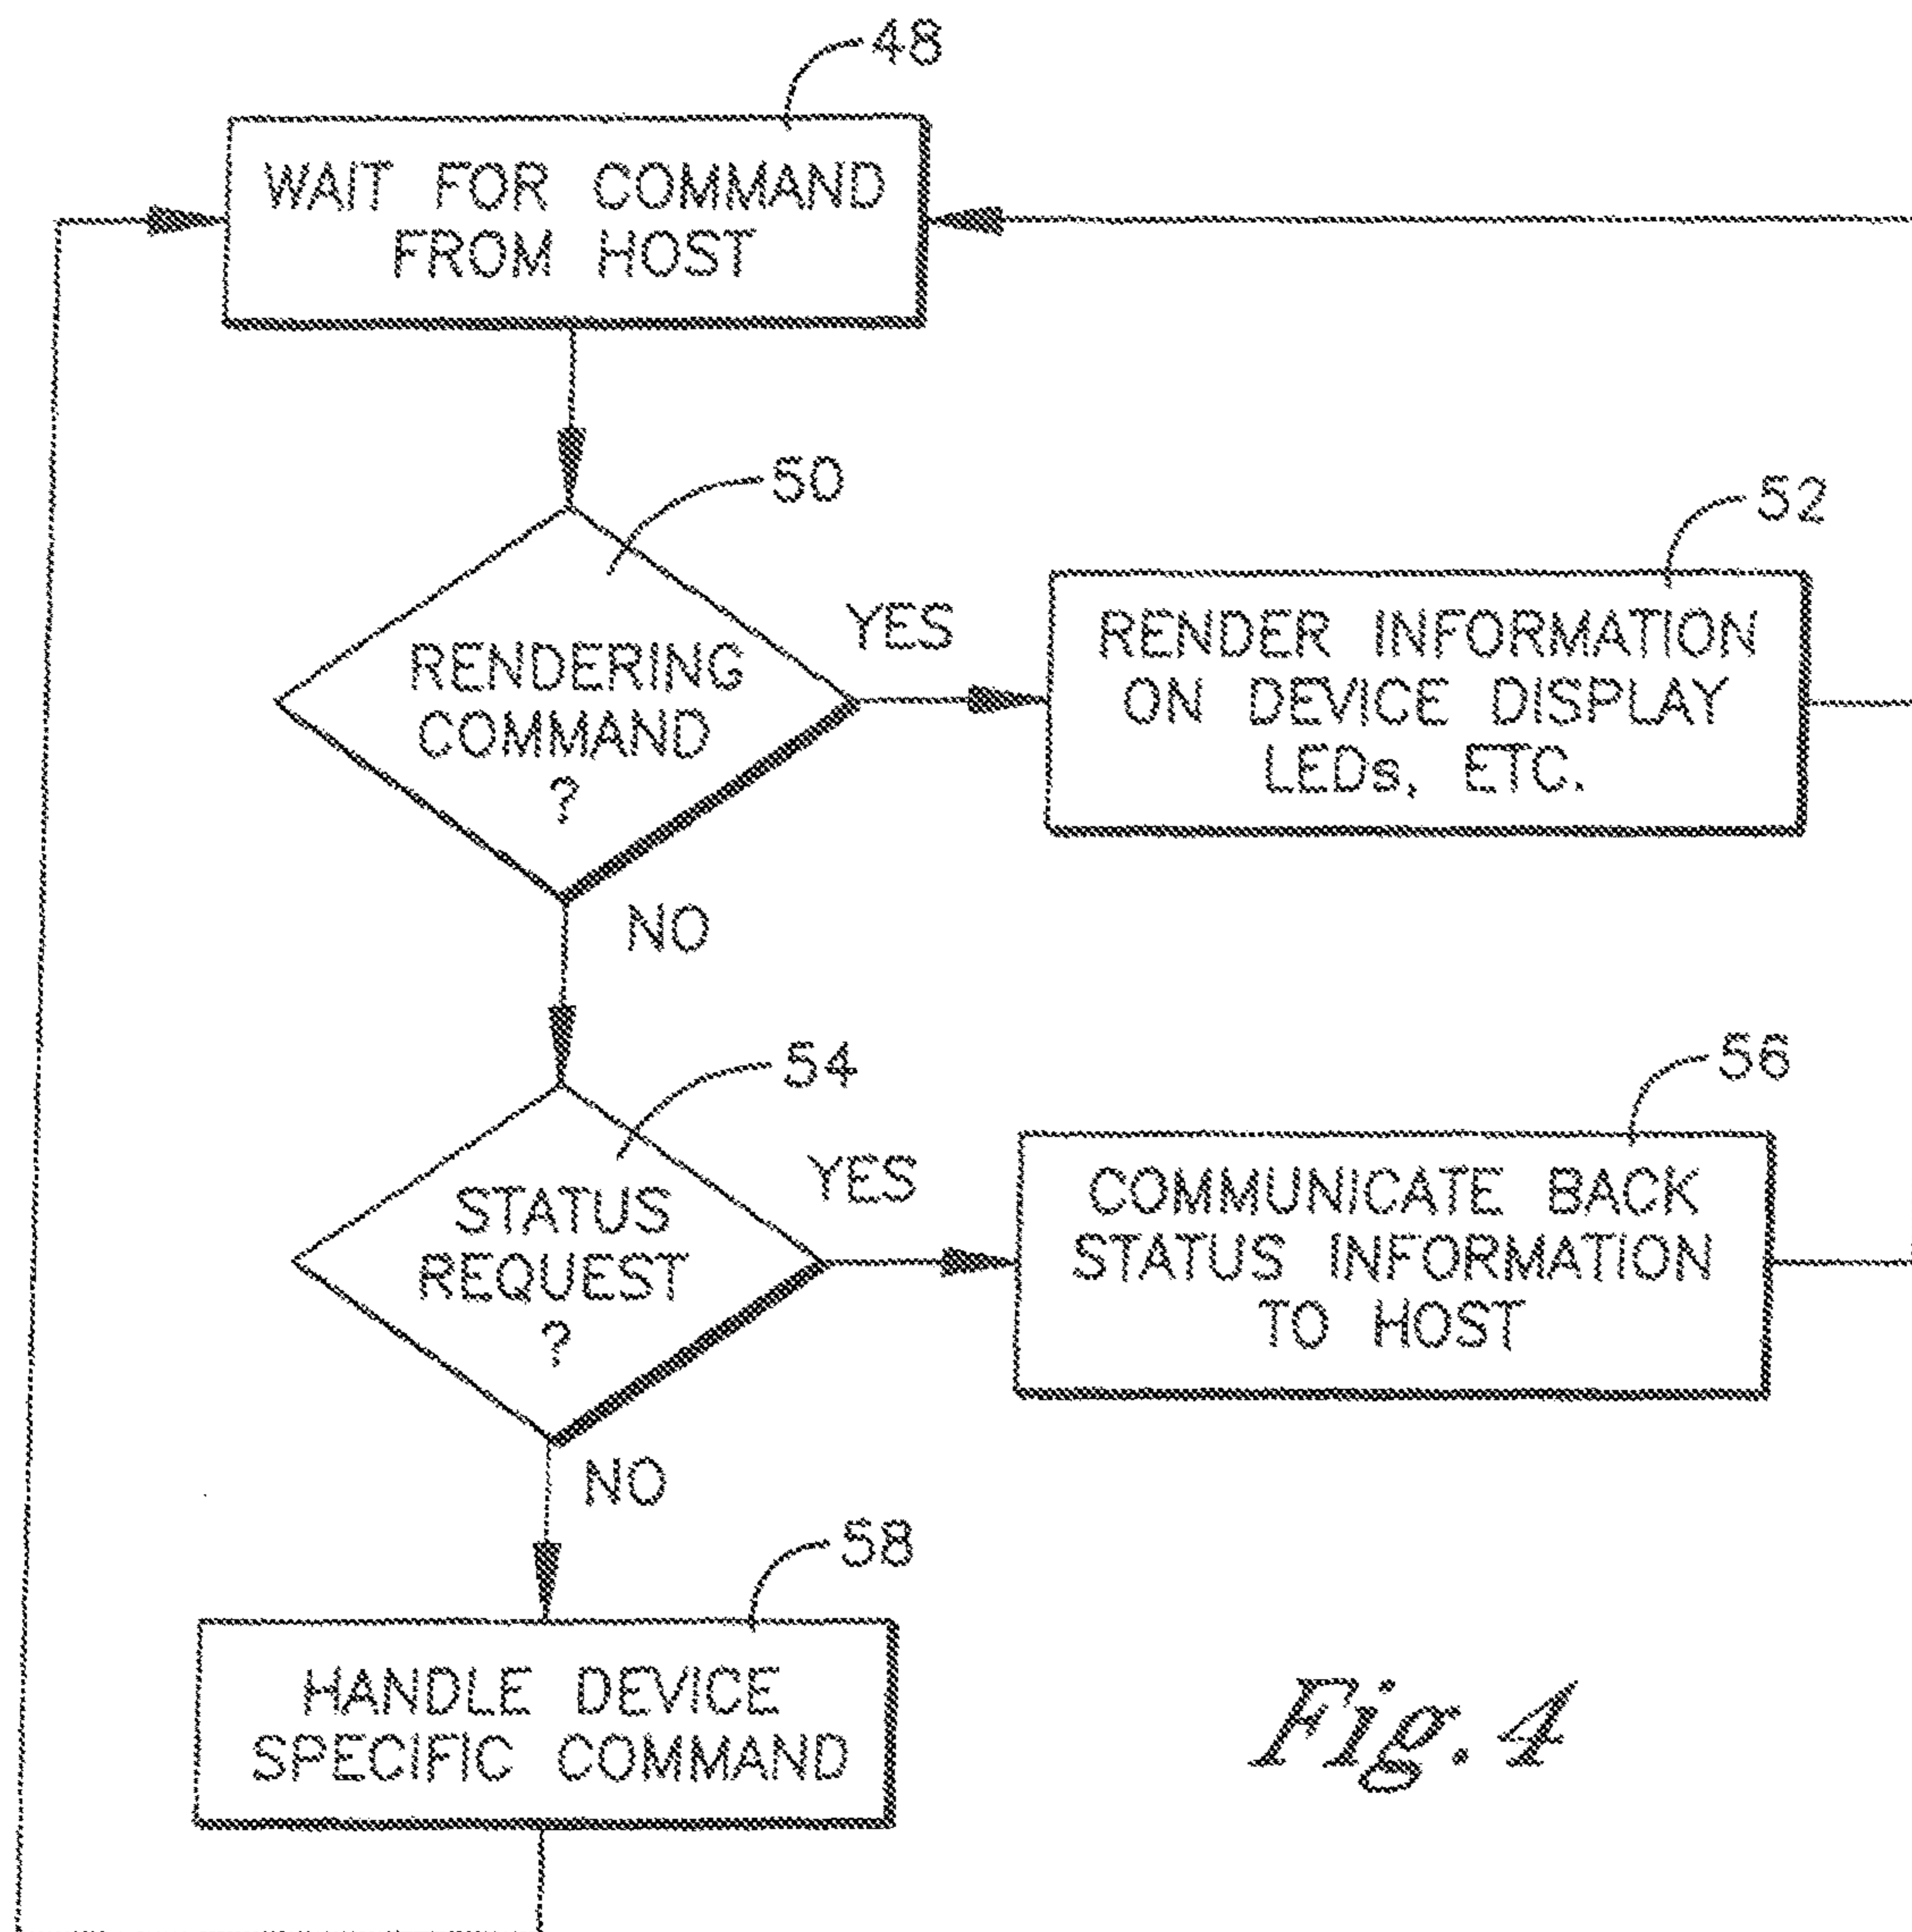 48
WAIT FOR COMMAND
FROM HOST
50
RENDERING
COMMAND
?
YES
52
RENDER INFORMATION
ON DEVICE DISPLAY
LEDs, ETC.
NO
54
STATUS
REQUEST
?
YES
56
COMMUNICATE BACK
STATUS INFORMATION
TO HOST
NO
58
HANDLE DEVICE
SPECIFIC COMMAND
Fig. 4